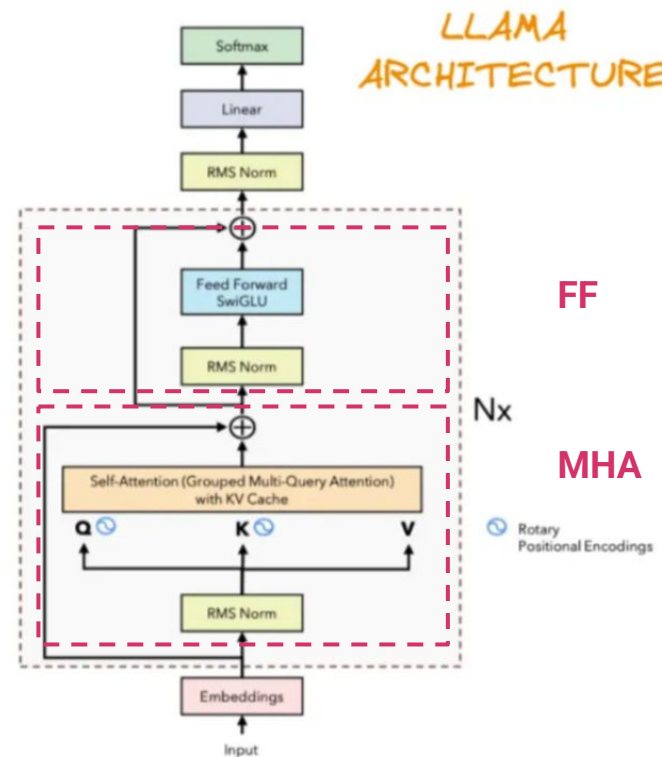 LLAMA
ARCHITECTURE
Softmax
Linear
RMS Norm
Feed Forward
SwiGLU
FF
RMS Norm
Nx
MHA
Self-Attention (Grouped Multi-Query Attention)
with KV Cache
Q
K
V
Rotary
Positional Encodings
RMS Norm
Embeddings
Input